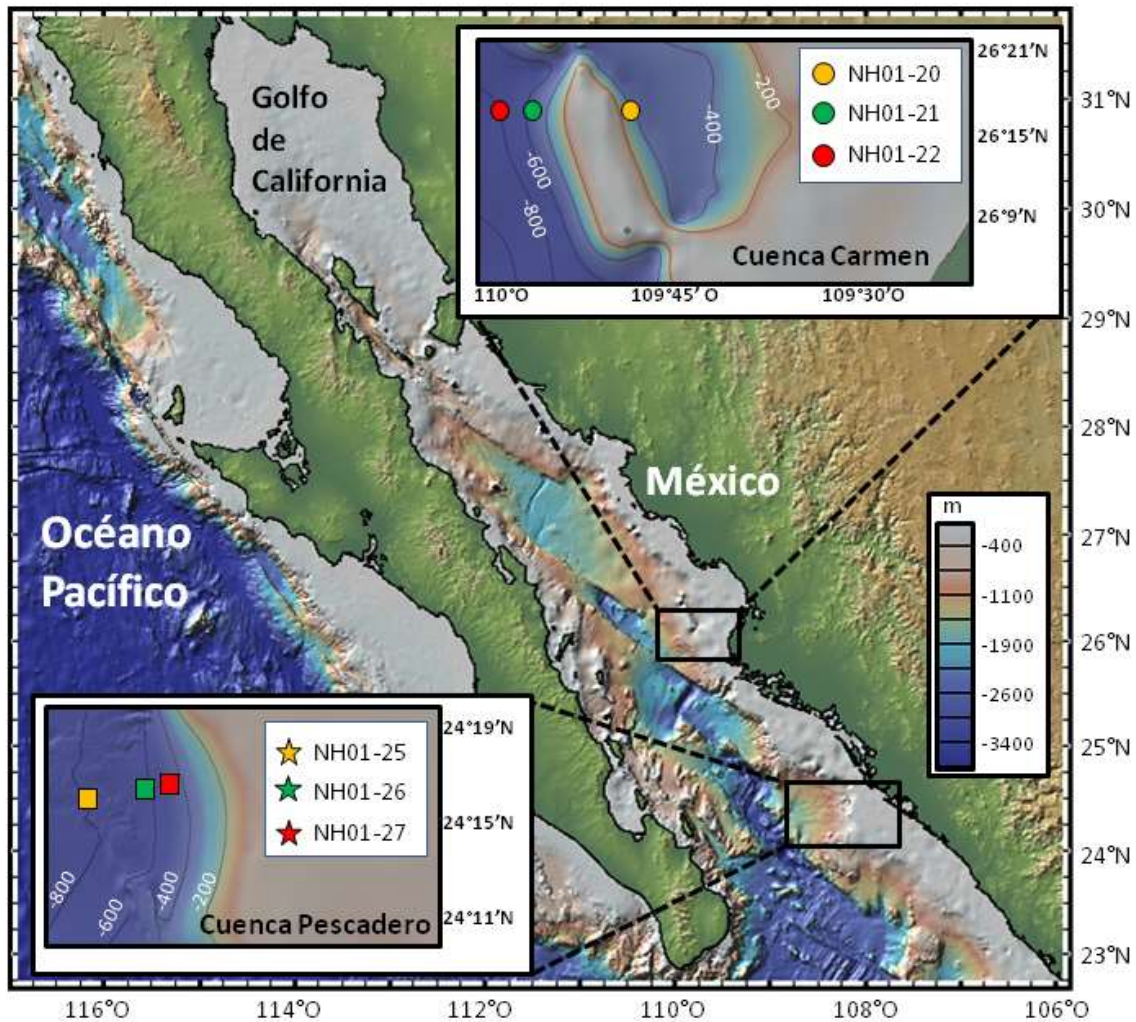 Golfo
de
California
NH01-20
NH01-21
NH01-22
-200
-400
-600
-800
26°21'N
26°15'N
26°9'N
Cuenca Carmen
110°O
109°45' O
109°30'O
31°N
30°N
29°N
28°N
27°N
26°N
25°N
24°N
23°N
México
Océano
Pacífico
m
-400
-1100
-1900
-2600
-3400
NH01-25
NH01-26
NH01-27
24°19'N
24°15'N
24°11'N
-800
-600
-400
-200
Cuenca Pescadero
116°O
114°O
112°O
110°O
108°O
106°O